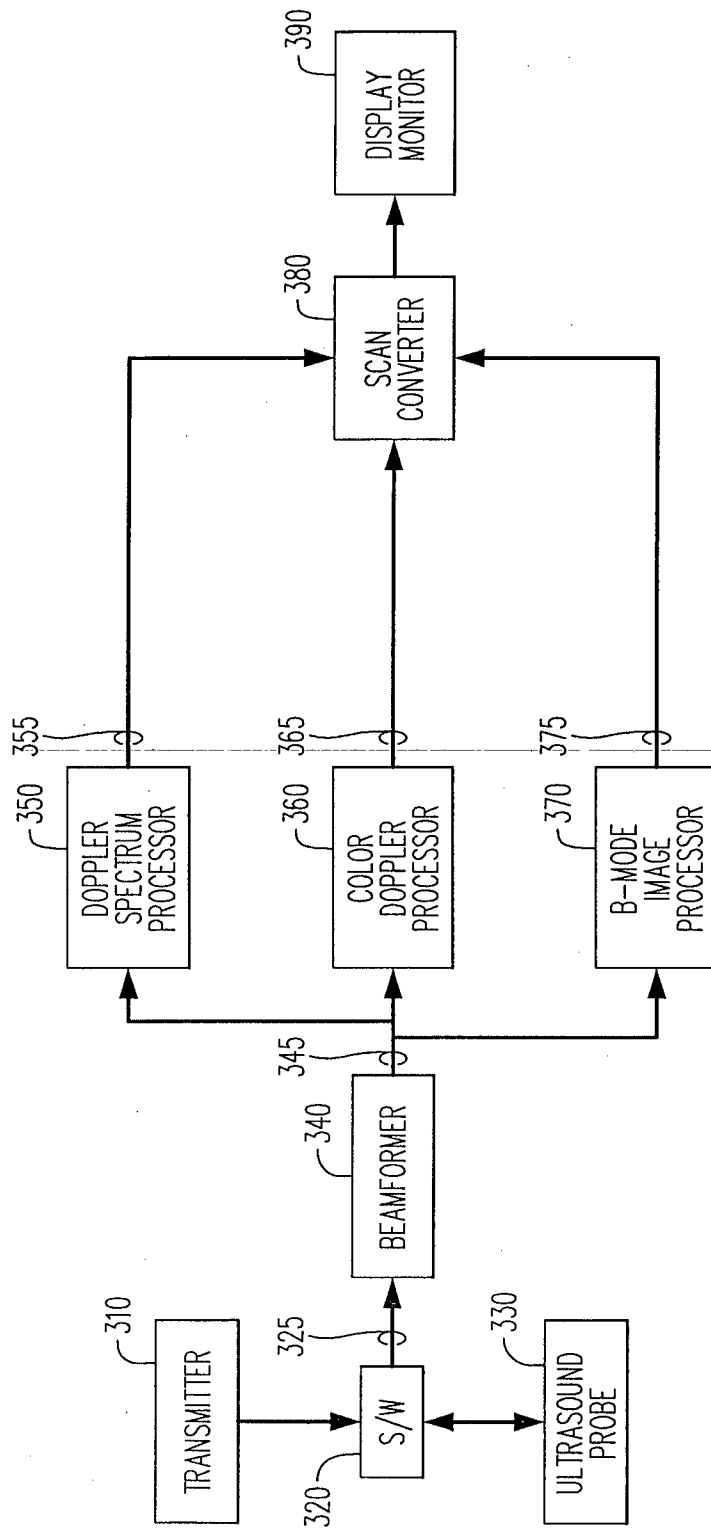 310
TRANSMITTER
320
S/W
325
330
ULTRASOUND
PROBE
340
BEAMFORMER
345
350
DOPPLER
SPECTRUM
PROCESSOR
355
360
COLOR
DOPPLER
PROCESSOR
365
370
B-MODE
IMAGE
PROCESSOR
375
380
SCAN
CONVERTER
390
DISPLAY
MONITOR